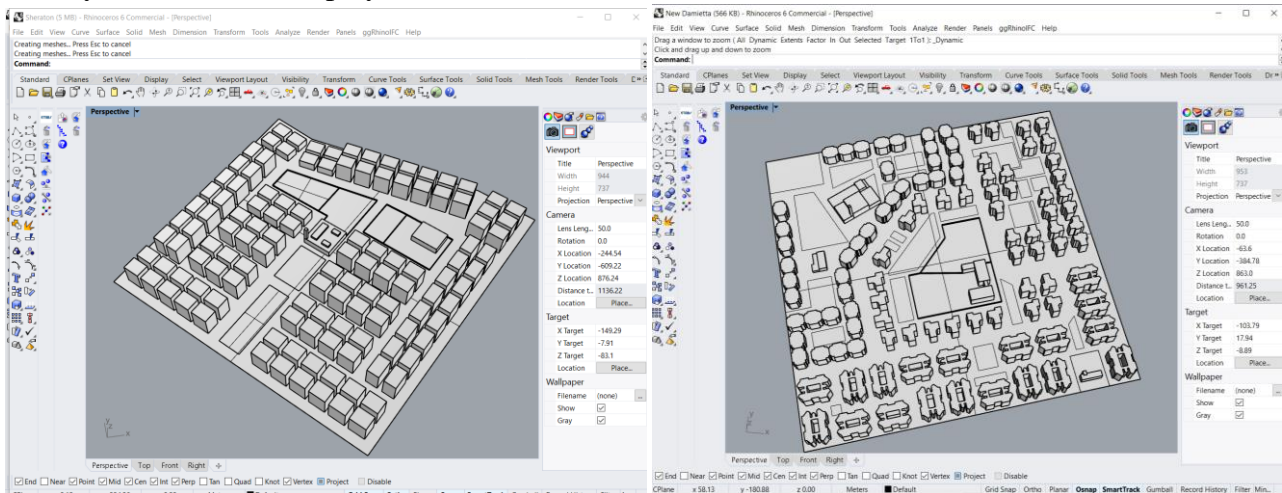 Sheraton (5 MB) - Rhinoceros 6 Commercial - [Perspective]
File Edit View Curve Surface Solid Mesh Dimension Transform Tools Analyze Render Panels ggRhinoIFC Help
Creating meshes... Press Esc to cancel
Creating meshes... Press Esc to cancel
Command:
Standard CPlanes Set View Display Select Viewport Layout Visibility Transform Curve Tools Surface Tools Solid Tools Mesh Tools Render Tools
Perspective
Viewport
Title Perspective
Width 944
Height 737
Projection Perspective
Camera
Lens Leng... 50.0
Rotation 0.0
X Location -244.54
Y Location -609.22
Z Location 876.24
Distance t... 1136.22
Location Place...
Target
X Target -149.29
Y Target -7.91
Z Target -83.1
Location Place...
Wallpaper
Filename (none) ...
Show
Gray
Perspective Top Front Right
End Near Point Mid Cen Int Perp Tan Quad Knot Vertex Project Disable
New Damietta (566 KB) - Rhinoceros 6 Commercial - [Perspective]
File Edit View Curve Surface Solid Mesh Dimension Transform Tools Analyze Render Panels ggRhinoIFC Help
Drag a window to zoom ( All Dynamic Extents Factor In Out Selected Target 1To1 ): _Dynamic
Click and drag up and down to zoom
Command:
Standard CPlanes Set View Display Select Viewport Layout Visibility Transform Curve Tools Surface Tools Solid Tools Mesh Tools Render Tools
Perspective
Viewport
Title Perspective
Width 953
Height 737
Projection Perspective
Camera
Lens Leng... 50.0
Rotation 0.0
X Location -63.6
Y Location -384.78
Z Location 863.0
Distance t... 961.25
Location Place...
Target
X Target -103.79
Y Target 17.94
Z Target -8.89
Location Place...
Wallpaper
Filename (none) ...
Show
Gray
Perspective Top Front Right
End Near Point Mid Cen Int Perp Tan Quad Knot Vertex Project Disable
CPlane x 58.13 y -180.88 z 0.00 Meters Default Grid Snap Ortho Planar Osnap SmartTrack Gumball Record History Filter Min...